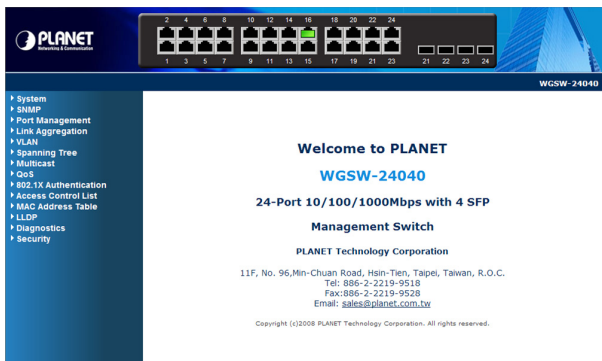 PLANET
Networking & Communication
2 4 6 8 10 12 14 16 18 20 22 24
1 3 5 7 9 11 13 15 17 19 21 23 21 22 23 24
WGSW-24040
System
SNMP
Port Management
Link Aggregation
VLAN
Spanning Tree
Multicast
QoS
802.1X Authentication
Access Control List
MAC Address Table
LLDP
Diagnostics
Security
Welcome to PLANET
WGSW-24040
24-Port 10/100/1000Mbps with 4 SFP
Management Switch
PLANET Technology Corporation
11F, No. 96,Min-Chuan Road, Hsin-Tien, Taipei, Taiwan, R.O.C.
Tel: 886-2-2219-9518
Fax:886-2-2219-9528
Email: sales@planet.com.tw
Copyright (c)2008 PLANET Technology Corporation. All rights reserved.